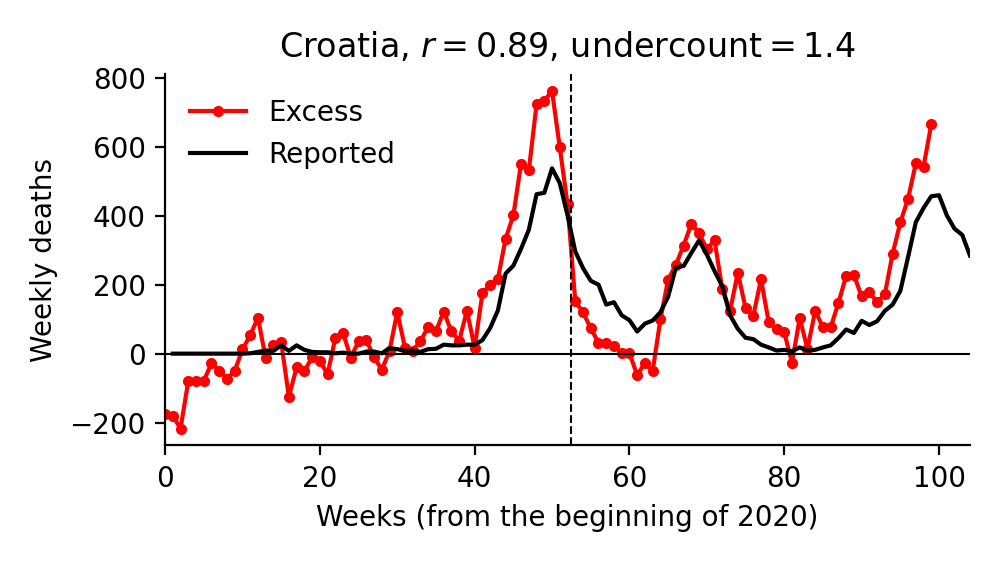 Croatia, r = 0.89, undercount = 1.4
Excess
Reported
Weekly deaths
800
600
400
200
0
−200
0 20 40 60 80 100
Weeks (from the beginning of 2020)